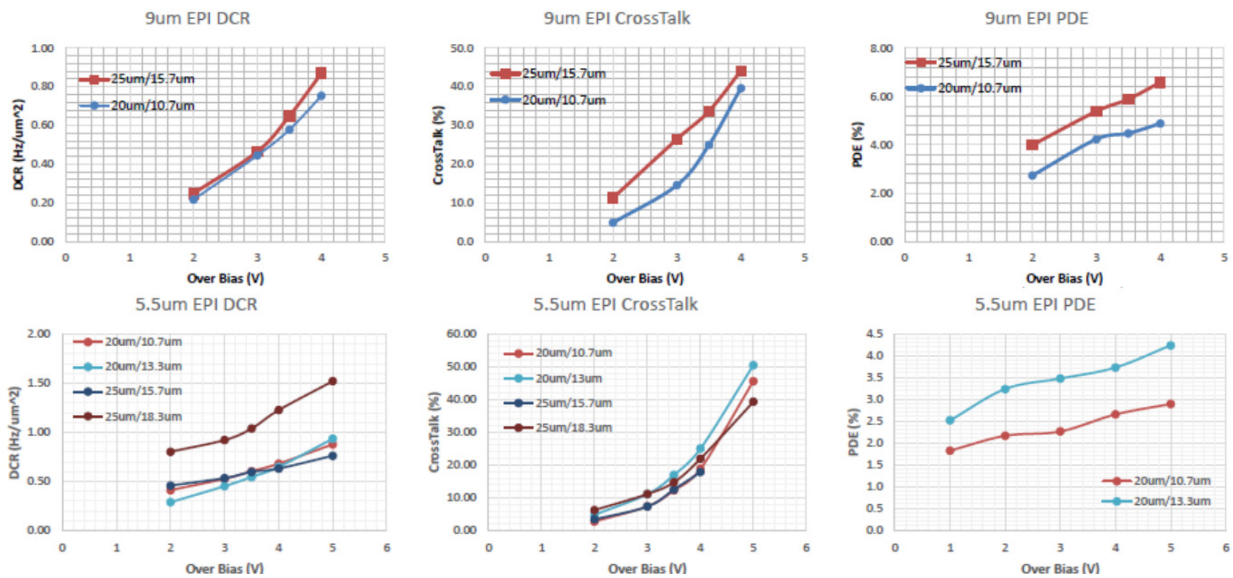 9um EPI DCR
1.00
0.80
0.60
0.40
0.20
0.00
DCR (Hz/um^2)
25um/15.7um
20um/10.7um
0 1 2 3 4 5
Over Bias (V)
9um EPI CrossTalk
50.0
40.0
30.0
20.0
10.0
0.0
CrossTalk (%)
25um/15.7um
20um/10.7um
0 1 2 3 4 5
Over Bias (V)
9um EPI PDE
8.00
6.00
4.00
2.00
0.00
PDE (%)
25um/15.7um
20um/10.7um
0 1 2 3 4 5
Over Bias (V)
5.5um EPI DCR
2.00
1.50
1.00
0.50
0.00
DCR (Hz/um^2)
20um/10.7um
20um/13.3um
25um/15.7um
25um/18.3um
0 1 2 3 4 5 6
Over Bias (V)
5.5um EPI CrossTalk
60.00
50.00
40.00
30.00
20.00
10.00
0.00
CrossTalk (%)
20um/10.7um
20um/13um
25um/15.7um
25um/18.3um
0 1 2 3 4 5 6
Over Bias (V)
5.5um EPI PDE
4.5
4.0
3.5
3.0
2.5
2.0
1.5
1.0
0.5
0.0
PDE (%)
20um/10.7um
20um/13.3um
0 1 2 3 4 5 6
Over Bias (V)